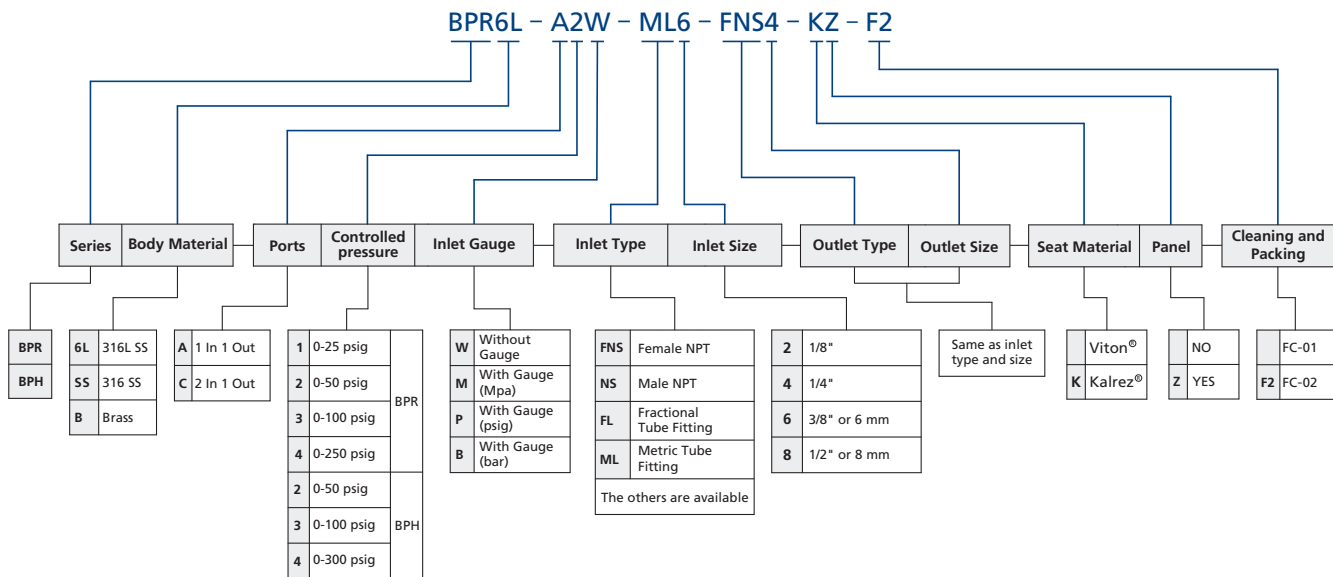 BPR6L – A2W – ML6 – FNS4 – KZ – F2
Series
Body Material
Ports
Controlled
pressure
Inlet Gauge
Inlet Type
Inlet Size
Outlet Type
Outlet Size
Seat Material
Panel
Cleaning and
Packing
BPR
BPH
6L 316L SS
SS 316 SS
B Brass
A 1 In 1 Out
C 2 In 1 Out
1 0-25 psig
2 0-50 psig
3 0-100 psig
4 0-250 psig
BPR
2 0-50 psig
3 0-100 psig
4 0-300 psig
BPH
W Without
Gauge
M With Gauge
(Mpa)
P With Gauge
(psig)
B With Gauge
(bar)
FNS Female NPT
NS Male NPT
FL Fractional
Tube Fitting
ML Metric Tube
Fitting
The others are available
2 1/8"
4 1/4"
6 3/8" or 6 mm
8 1/2" or 8 mm
Same as inlet
type and size
Viton®
K Kalrez®
NO
Z YES
FC-01
F2 FC-02